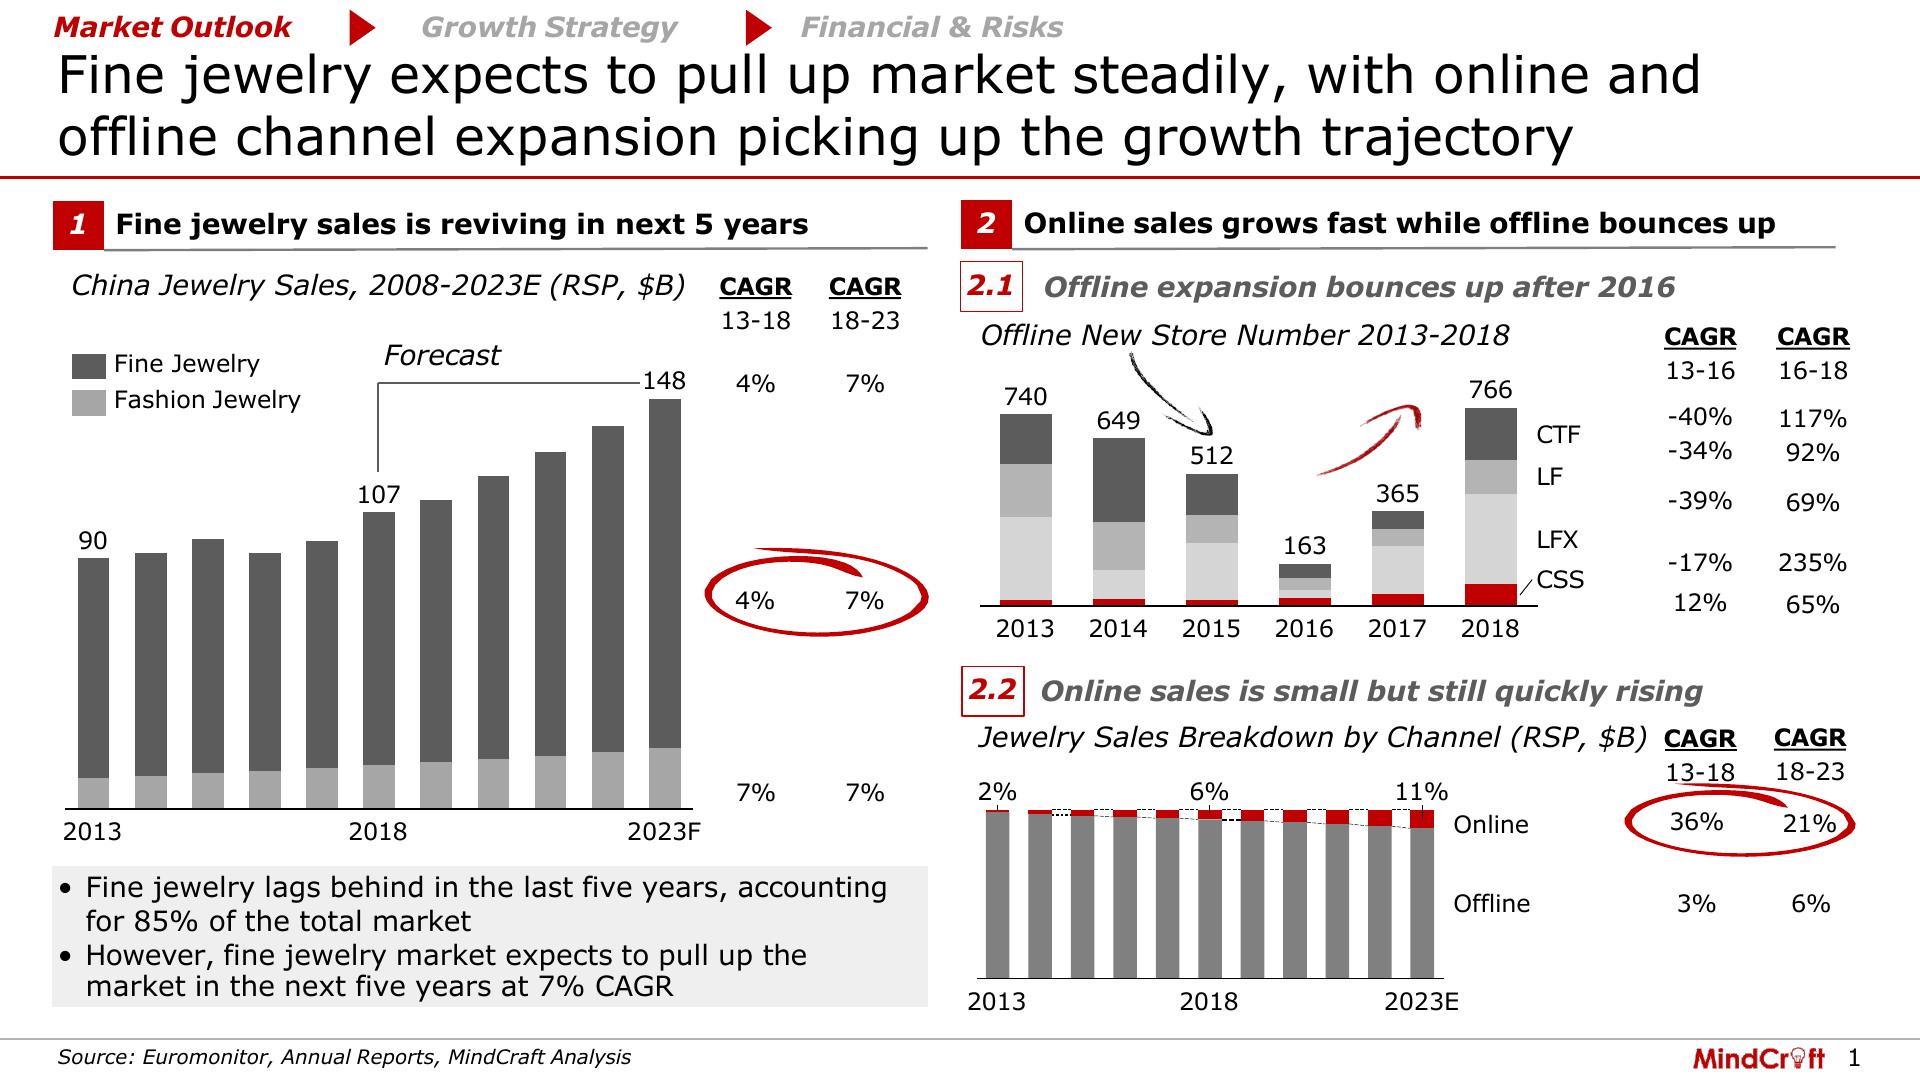 Market Outlook
Growth Strategy
Financial & Risks
Fine jewelry expects to pull up market steadily, with online and
offline channel expansion picking up the growth trajectory
1
Fine jewelry sales is reviving in next 5 years
China Jewelry Sales, 2008-2023E (RSP, $B)
CAGR CAGR
13-18 18-23
Fine Jewelry
Fashion Jewelry
Forecast
148
107
90
4% 7%
4% 7%
7% 7%
2013 2018 2023F
• Fine jewelry lags behind in the last five years, accounting
for 85% of the total market
• However, fine jewelry market expects to pull up the
market in the next five years at 7% CAGR
2
Online sales grows fast while offline bounces up
2.1
Offline expansion bounces up after 2016
Offline New Store Number 2013-2018
CAGR CAGR
13-16 16-18
740 649 512 163 365 766
CTF
LF
LFX
CSS
-40% 117%
-34% 92%
-39% 69%
-17% 235%
12% 65%
2013 2014 2015 2016 2017 2018
2.2
Online sales is small but still quickly rising
Jewelry Sales Breakdown by Channel (RSP, $B)
CAGR CAGR
13-18 18-23
2% 6% 11%
Online
36% 21%
Offline
3% 6%
2013 2018 2023E
Source: Euromonitor, Annual Reports, MindCraft Analysis
MindCraft
1